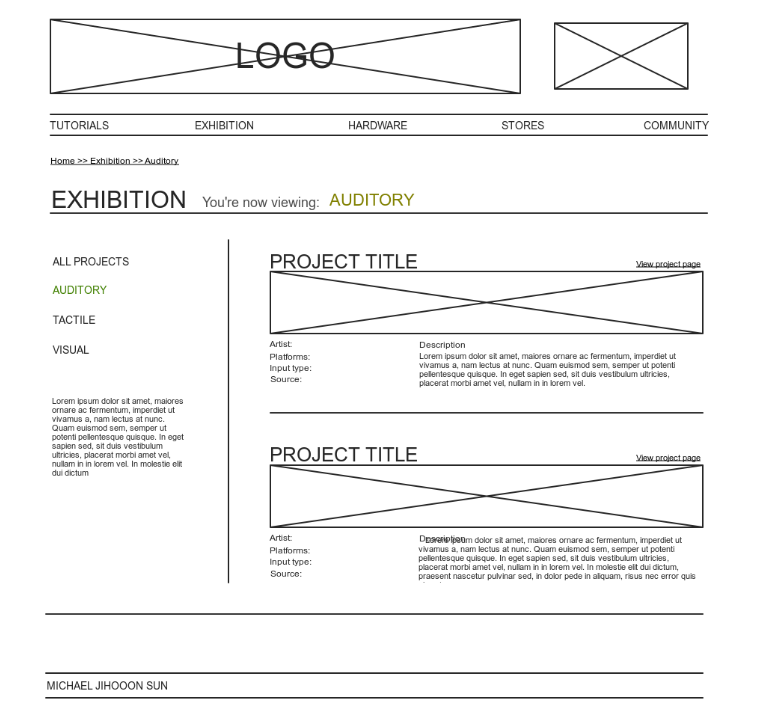 LOGO
TUTORIALS EXHIBITION HARDWARE STORES COMMUNITY
Home >> Exhibition >> Auditory
EXHIBITION You're now viewing: AUDITORY
ALL PROJECTS
AUDITORY
TACTILE
VISUAL
Lorem ipsum dolor sit amet, maiores
ornare ac fermentum, imperdiet ut
vivamus a, nam lectus at nunc.
Quam euismod sem, semper ut
potenti pellentesque quisque. In eget
sapien sed, sit duis vestibulum
ultricies, placerat morbi amet vel,
nullam in in lorem vel. In molestie elit
dui dictum
PROJECT TITLE View project page
Artist:
Platforms:
Input type:
Source:
Description
Lorem ipsum dolor sit amet, maiores ornare ac fermentum, imperdiet ut
vivamus a, nam lectus at nunc. Quam euismod sem, semper ut potenti
pellentesque quisque. In eget sapien sed, sit duis vestibulum ultricies,
placerat morbi amet vel, nullam in in lorem vel.
PROJECT TITLE View project page
Artist:
Platforms:
Input type:
Source:
Description
Lorem ipsum dolor sit amet, maiores ornare ac fermentum, imperdiet ut
vivamus a, nam lectus at nunc. Quam euismod sem, semper ut potenti
pellentesque quisque. In eget sapien sed, sit duis vestibulum ultricies,
placerat morbi amet vel, nullam in in lorem vel. In molestie elit dui dictum,
praesent nascetur pulvinar sed, in dolor pede in aliquam, risus nec error quis
MICHAEL JIHOOON SUN